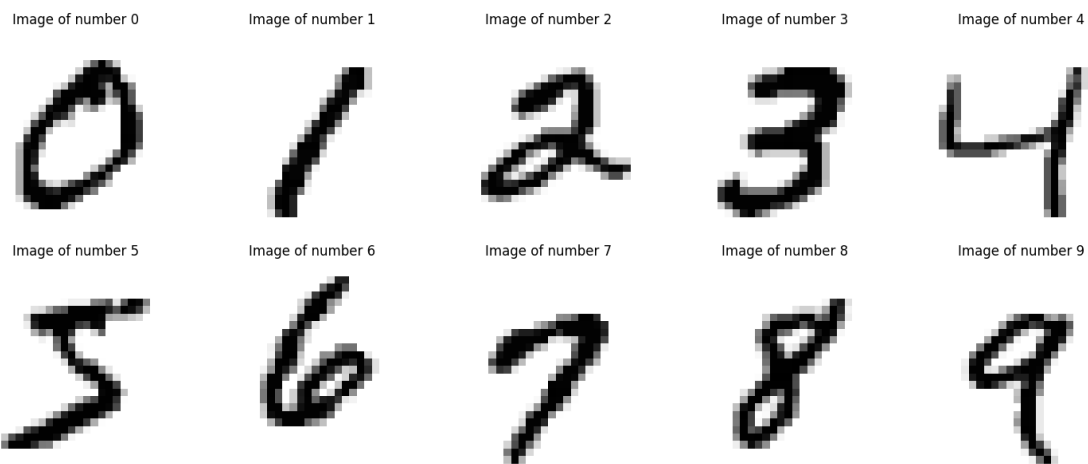 Image of number 0 Image of number 1 Image of number 2 Image of number 3 Image of number 4
0 1 2 3 4
Image of number 5 Image of number 6 Image of number 7 Image of number 8 Image of number 9
5 6 7 8 9